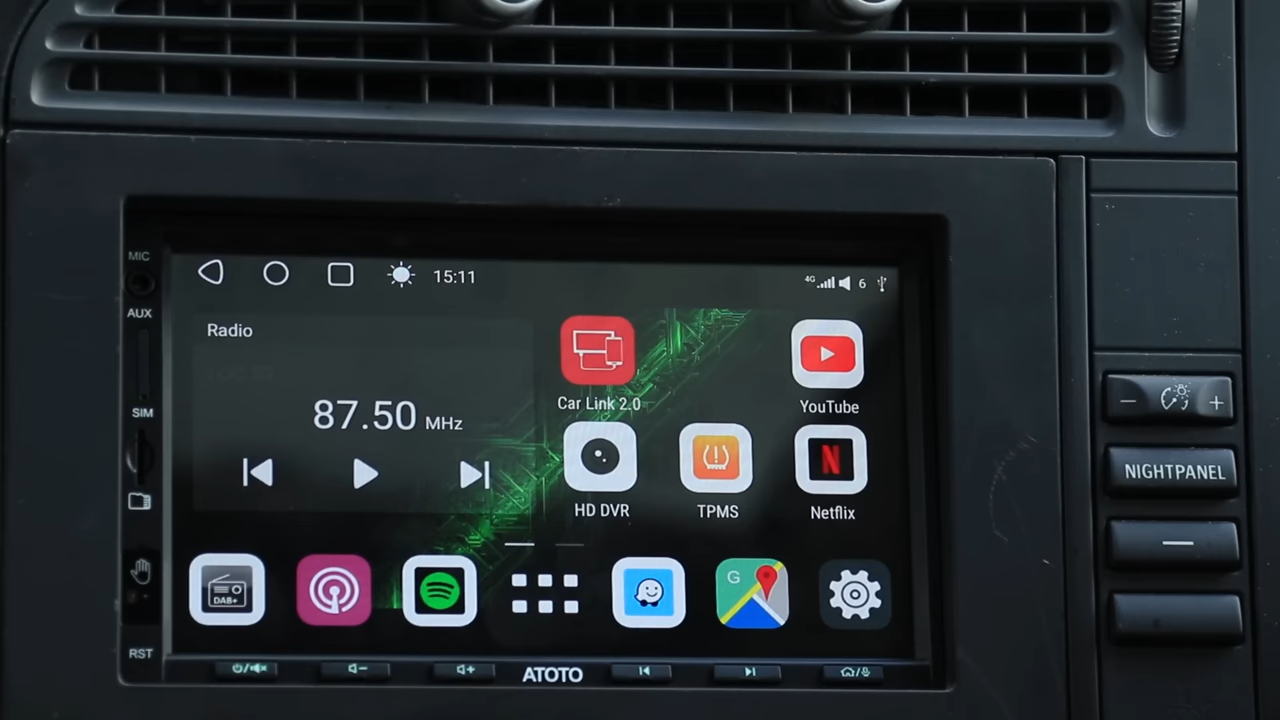 MIC
AUX
SIM
RST
15:11
4G
6
Radio
87.50 MHz
Car Link 2.0
YouTube
HD DVR
TPMS
Netflix
N
DAB+
G
ATOTO
NIGHTPANEL